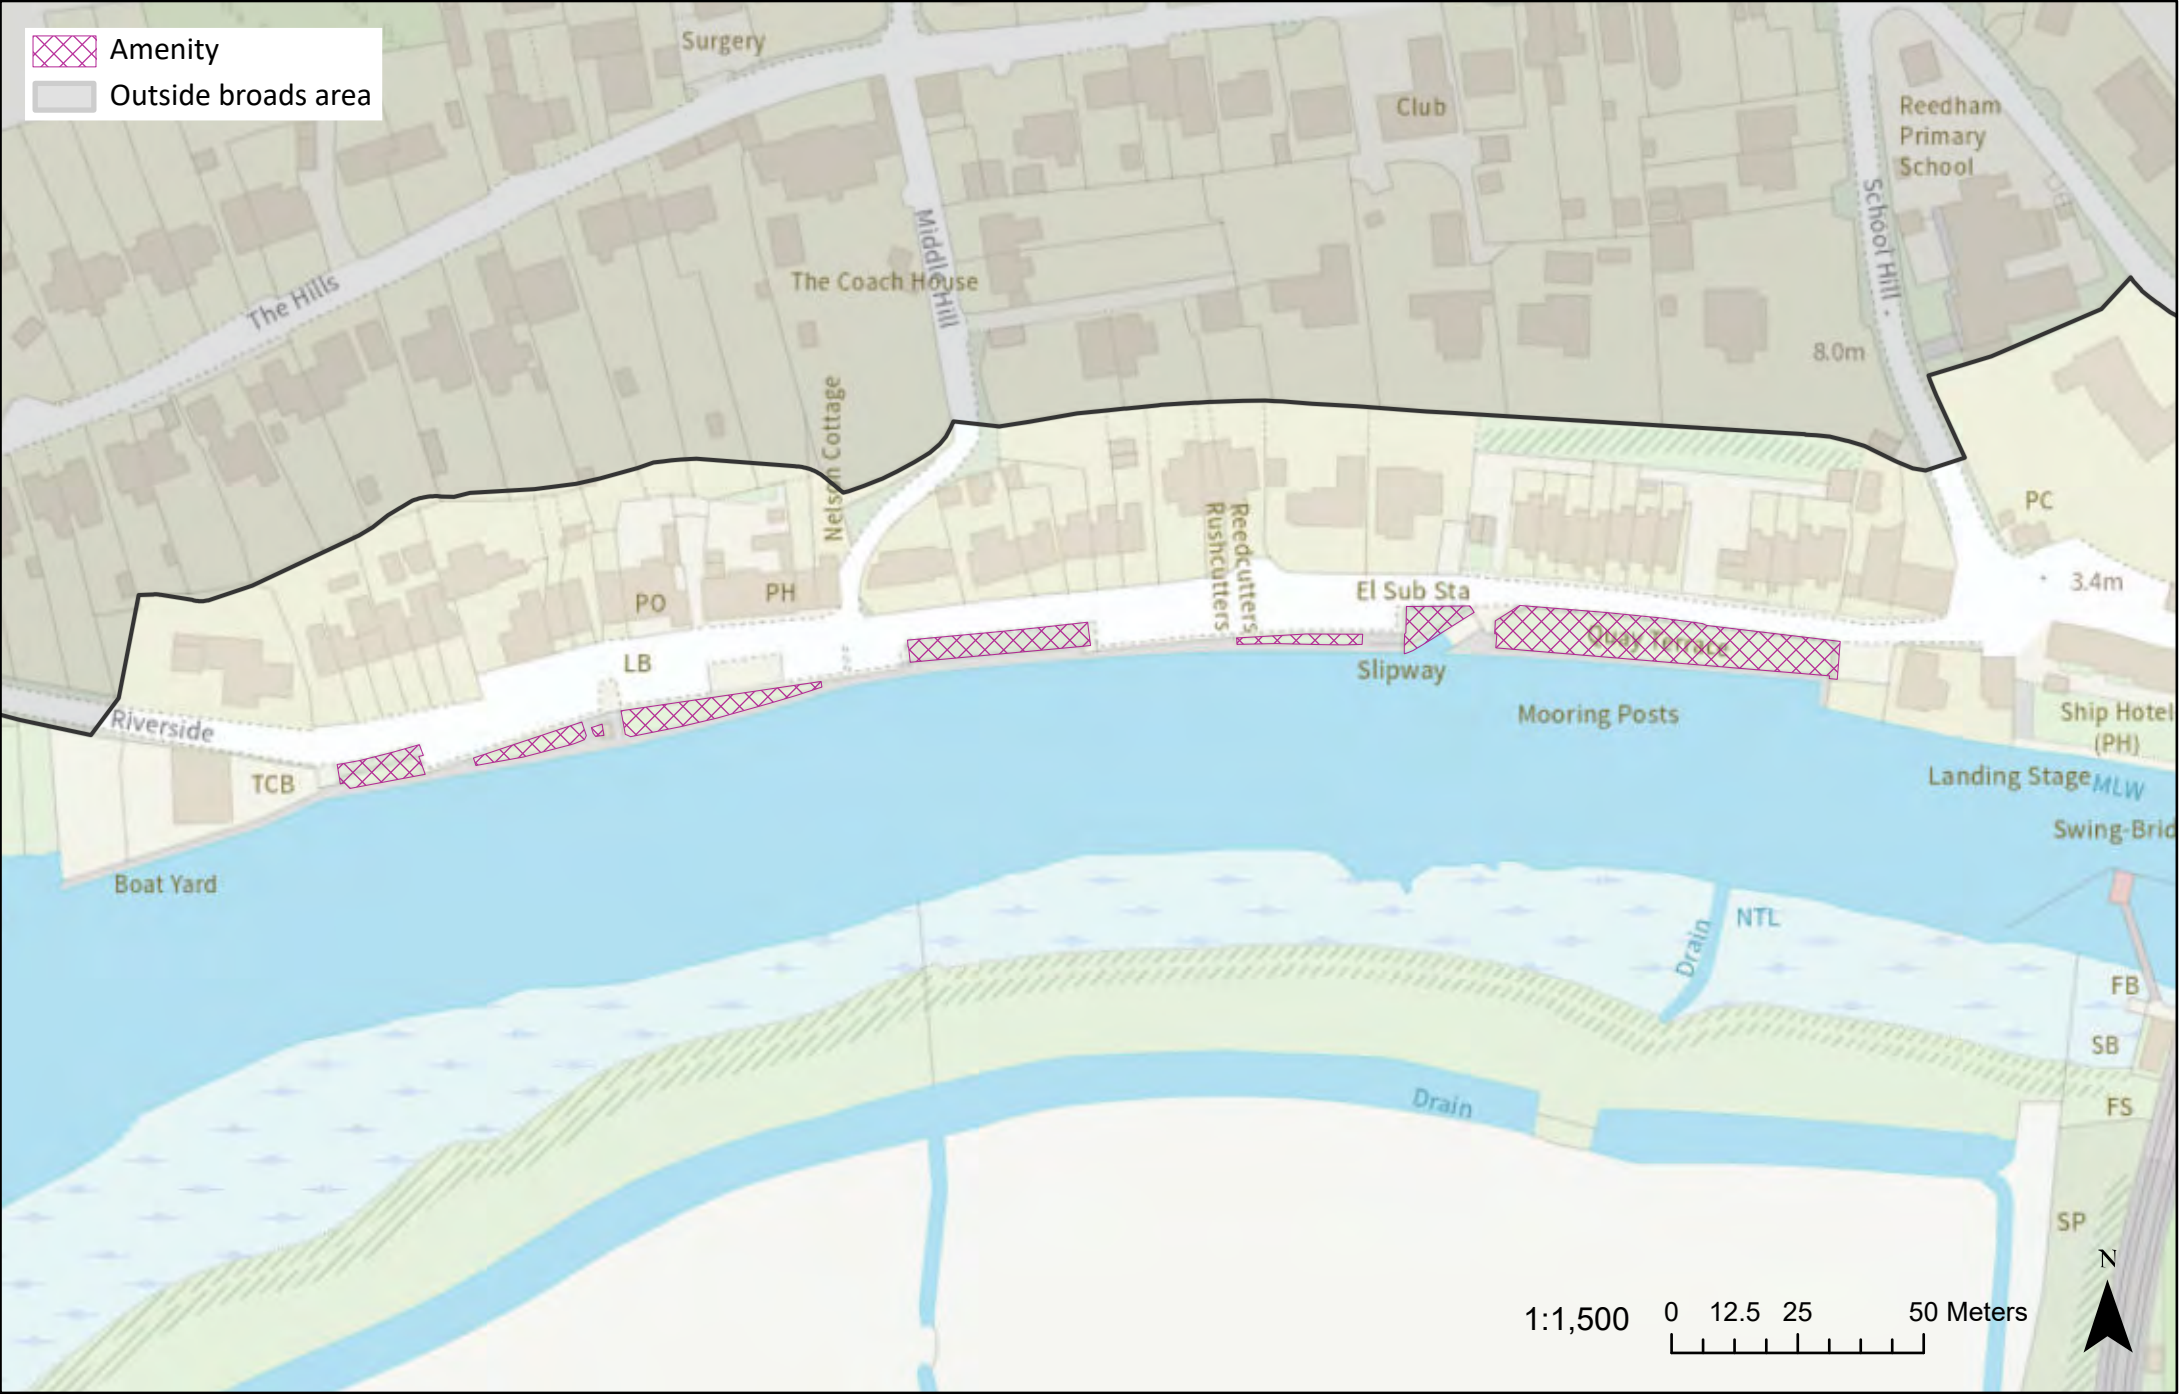 Amenity
Outside broads area
Surgery
Club
Reedham
Primary
School
School Hill
Middle Hill
The Coach House
The Hills
8.0m
Nelson Cottage
PC
Reedcutters
Rushcutters
3.4m
PO
PH
El Sub Sta
Quay Terrace
LB
Slipway
Riverside
Mooring Posts
Ship Hotel
(PH)
TCB
Landing Stage
MLW
Swing-Brid
Boat Yard
NTL
Drain
FB
SB
Drain
FS
SP
N
1:1,500
0 12.5 25 50 Meters